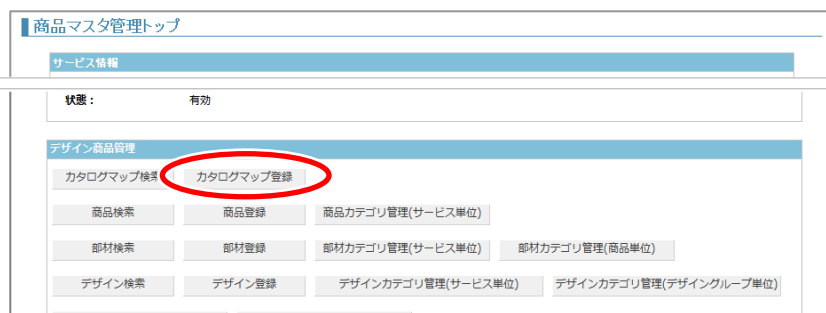 商品マスタ管理トップ
サービス情報
状態： 有効
デザイン商品管理
カタログマップ検索 カタログマップ登録
商品検索 商品登録 商品カテゴリ管理(サービス単位)
部材検索 部材登録 部材カテゴリ管理(サービス単位) 部材カテゴリ管理(商品単位)
デザイン検索 デザイン登録 デザインカテゴリ管理(サービス単位) デザインカテゴリ管理(デザイングループ単位)